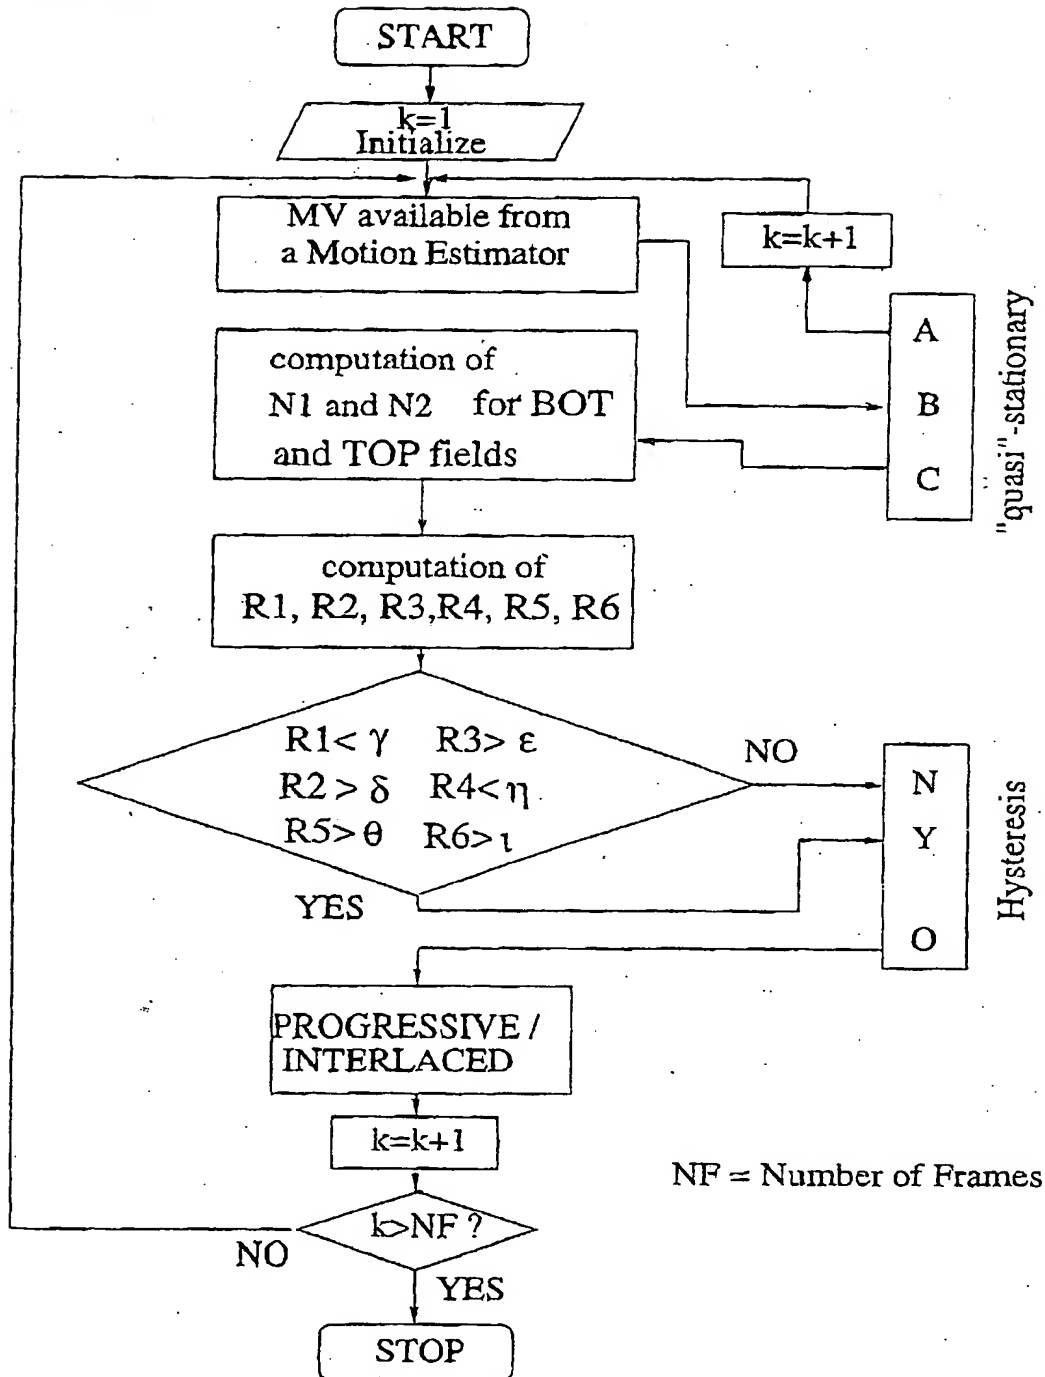 START
k=1
Initialize
MV available from
a Motion Estimator
k=k+1
A
B
C
"quasi"-stationary
computation of
N1 and N2 for BOT
and TOP fields
computation of
R1, R2, R3,R4, R5, R6
R1< γ R3> ε
R2 > δ R4< η
R5> θ R6> ι
NO
YES
N
Y
O
Hysteresis
PROGRESSIVE /
INTERLACED
k=k+1
NF = Number of Frames
k>NF ?
NO
YES
STOP